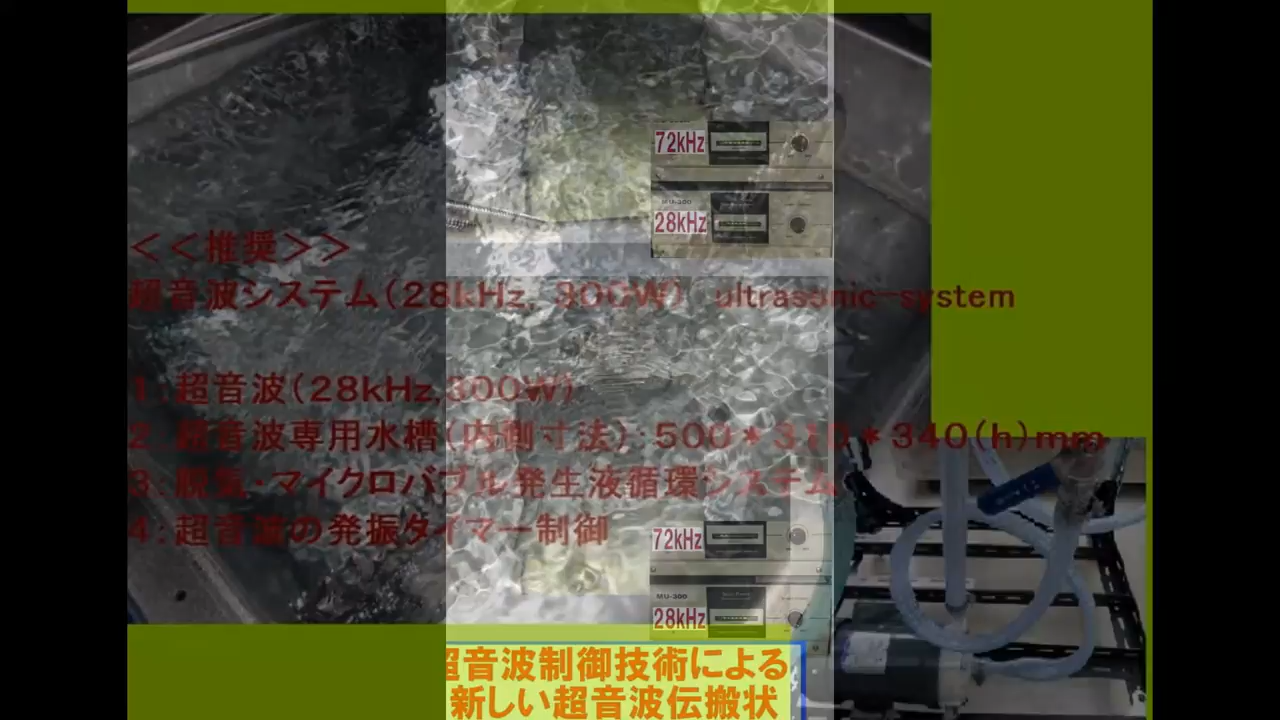 72kHz
MU-300
28kHz
<<推奨>>
超音波システム(28kHz, 300W) ultrasonic-system
1:超音波(28kHz,300W)
2:超音波専用水槽(内側寸法):500*310*340(h)mm
3:脱気・マイクロバブル発生液循環システム
4:超音波の発振タイマー制御
72kHz
MU-300
28kHz
超音波制御技術による
新しい超音波伝搬状